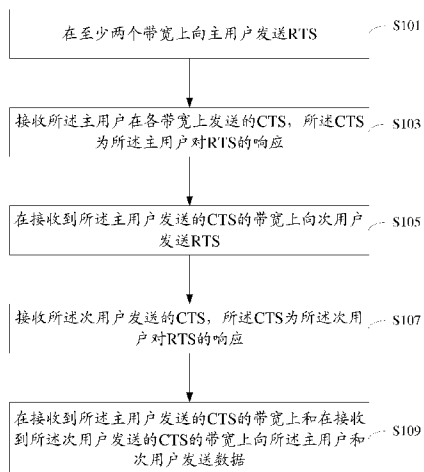 在至少两个带宽上向主用户发送RTS
S101
接收所述主用户在各带宽上发送的CTS，所述CTS
为所述主用户对RTS的响应
S103
在接收到所述主用户发送的CTS的带宽上向次用户
发送RTS
S105
接收所述次用户发送的CTS，所述CTS为所述次用
户对RTS的响应
S107
在接收到所述主用户发送的CTS的带宽上和在接收
到所述次用户发送的CTS的带宽上向所述主用户和
次用户发送数据
S109